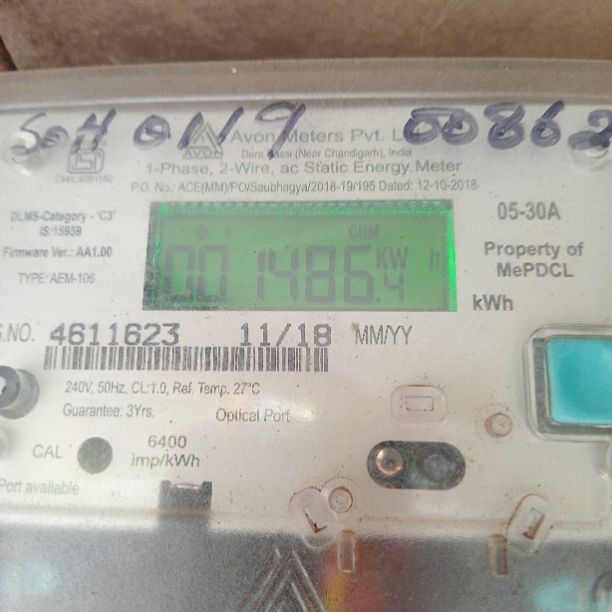 0119 00862
AVON Avon Meters Pvt. Lt
Dera Bassi (Near Chandigarh), India
1-Phase, 2-Wire, ac Static Energy Meter
P.O. No.: ACE(MM)/PO/Saubhagya/2018-19/195 Dated: 12-10-2018
DLMS-Category - 'C3'
IS:15959
Firmware Ver.: AA1.00
TYPE: AEM-106
CUM
001486.4 KW h
05-30A
Property of
MePDCL
kWh
S.NO. 4611623 11/18 MM/YY
240V, 50Hz, CL:1.0, Ref. Temp. 27°C
Guarantee: 3Yrs.
Optical Port
CAL
6400
imp/kWh
Port available